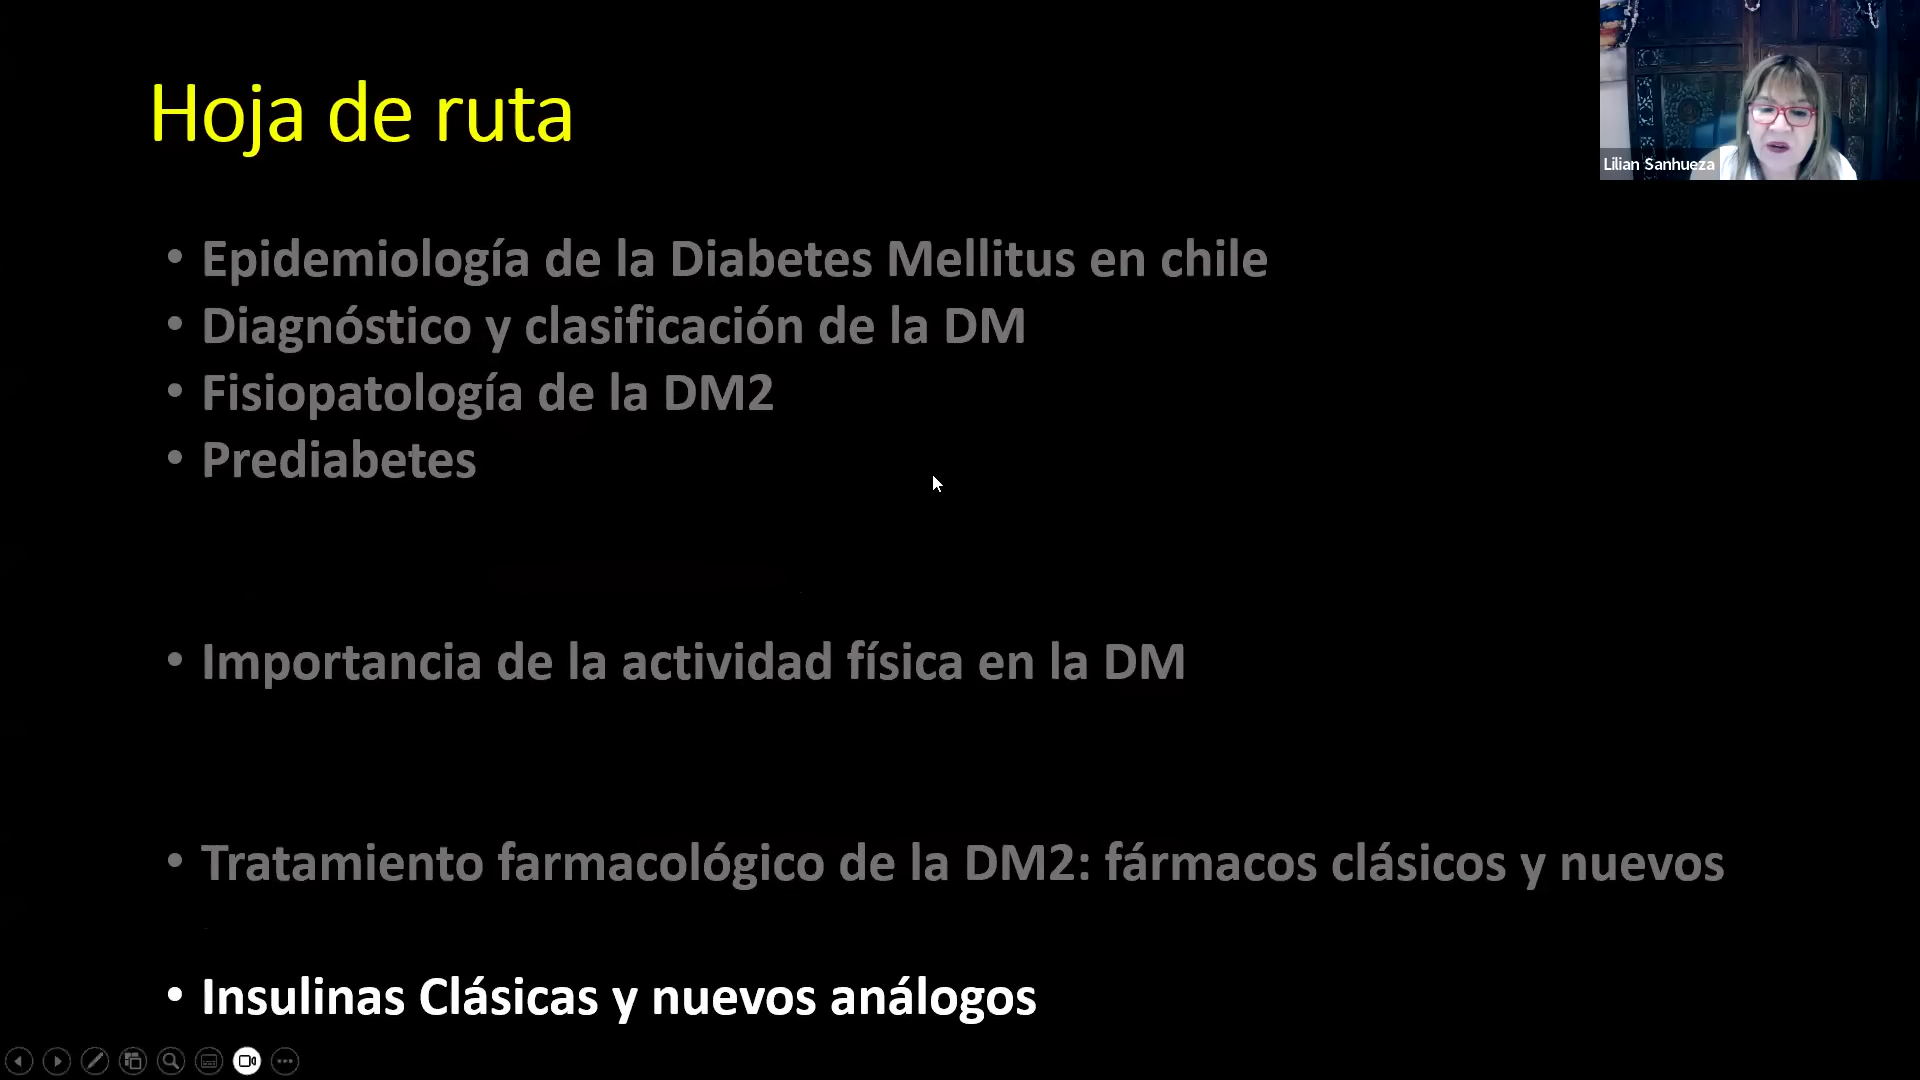 Hoja de ruta
Lilian Sanhueza
• Epidemiología de la Diabetes Mellitus en chile
• Diagnóstico y clasificación de la DM
• Fisiopatología de la DM2
• Prediabetes
• Importancia de la actividad física en la DM
• Tratamiento farmacológico de la DM2: fármacos clásicos y nuevos
• Insulinas Clásicas y nuevos análogos